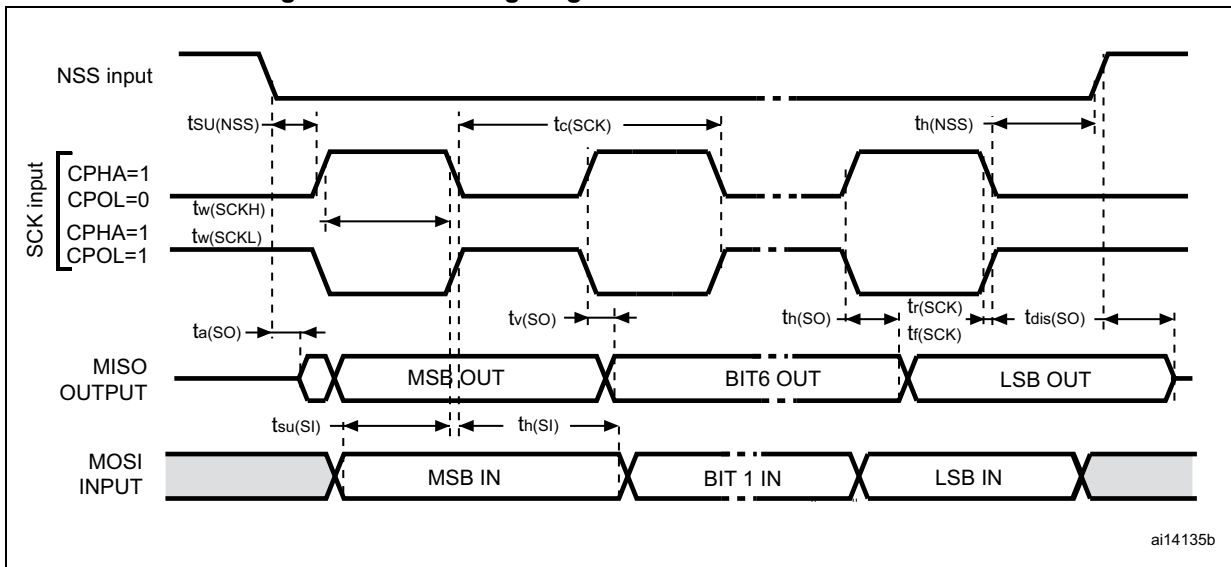 NSS input
tSU(NSS)
tc(SCK)
th(NSS)
SCK input
CPHA=1
CPOL=0
tw(SCKH)
CPHA=1
tw(SCKL)
CPOL=1
ta(SO)
tv(SO)
th(SO)
tr(SCK)
tf(SCK)
tdis(SO)
MISO
OUTPUT
MSB OUT
BIT6 OUT
LSB OUT
tsu(SI)
th(SI)
MOSI
INPUT
MSB IN
BIT 1 IN
LSB IN
ai14135b